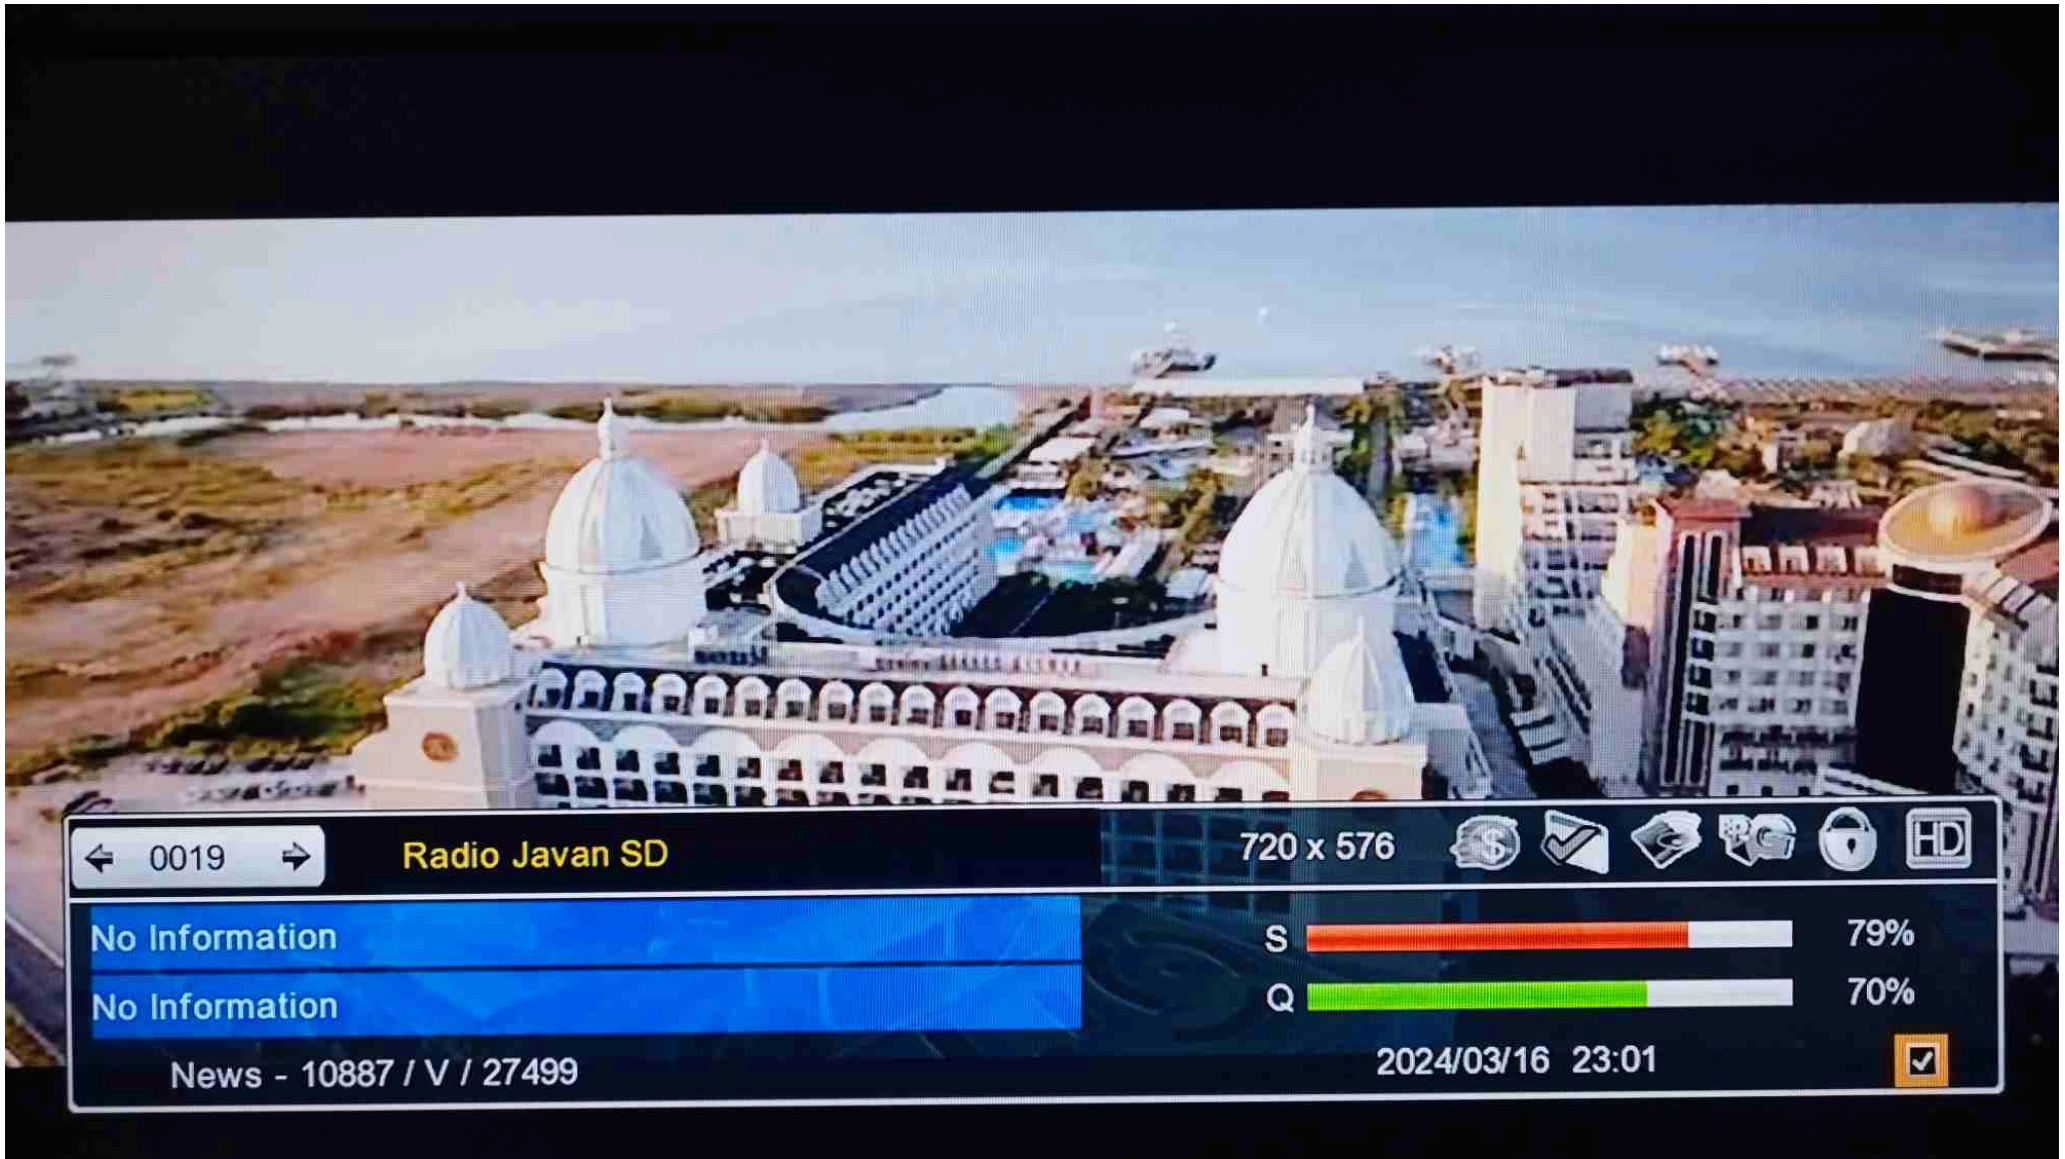 0019
Radio Javan SD
720 x 576
HD
No Information
No Information
S 79%
Q 70%
News - 10887 / V / 27499
2024/03/16 23:01